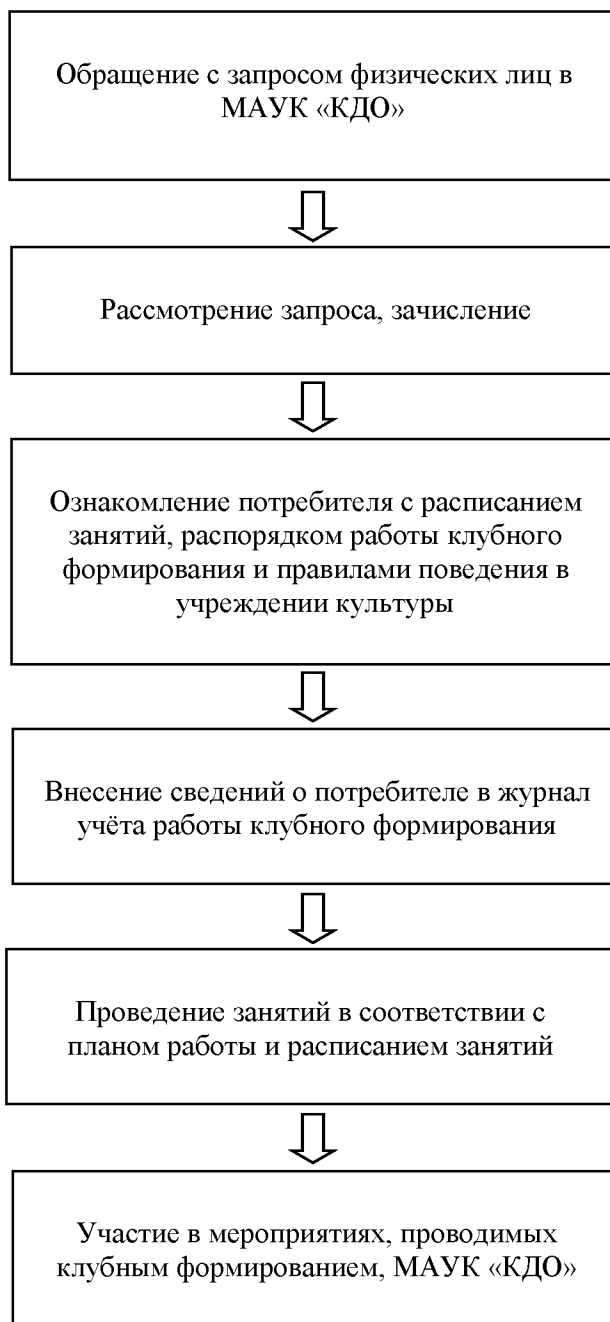 Обращение с запросом физических лиц в
МАУК «КДО»
Рассмотрение запроса, зачисление
Ознакомление потребителя с расписанием
занятий, распорядком работы клубного
формирования и правилами поведения в
учреждении культуры
Внесение сведений о потребителе в журнал
учёта работы клубного формирования
Проведение занятий в соответствии с
планом работы и расписанием занятий
Участие в мероприятиях, проводимых
клубным формированием, МАУК «КДО»